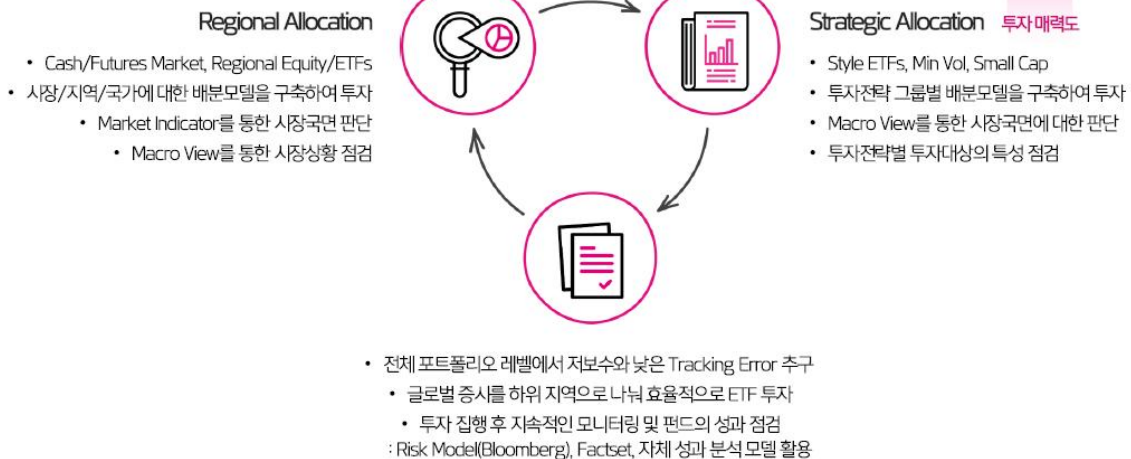 Regional Allocation
• Cash/Futures Market, Regional Equity/ETFs
• 시장/지역/국가에 대한 배분모델을 구축하여 투자
• Market Indicator를 통한 시장국면 판단
• Macro View를 통한 시장상황 점검
Strategic Allocation 투자 매력도
• Style ETFs, Min Vol, Small Cap
• 투자전략 그룹별 배분모델을 구축하여 투자
• Macro View를 통한 시장국면에 대한 판단
• 투자전략별 투자대상의 특성 점검
• 전체 포트폴리오 레벨에서 저보수와 낮은 Tracking Error 추구
• 글로벌 증시를 하위 지역으로 나눠 효율적으로 ETF 투자
• 투자 집행 후 지속적인 모니터링 및 펀드의 성과 점검
: Risk Model(Bloomberg), Factset, 자체 성과 분석 모델 활용